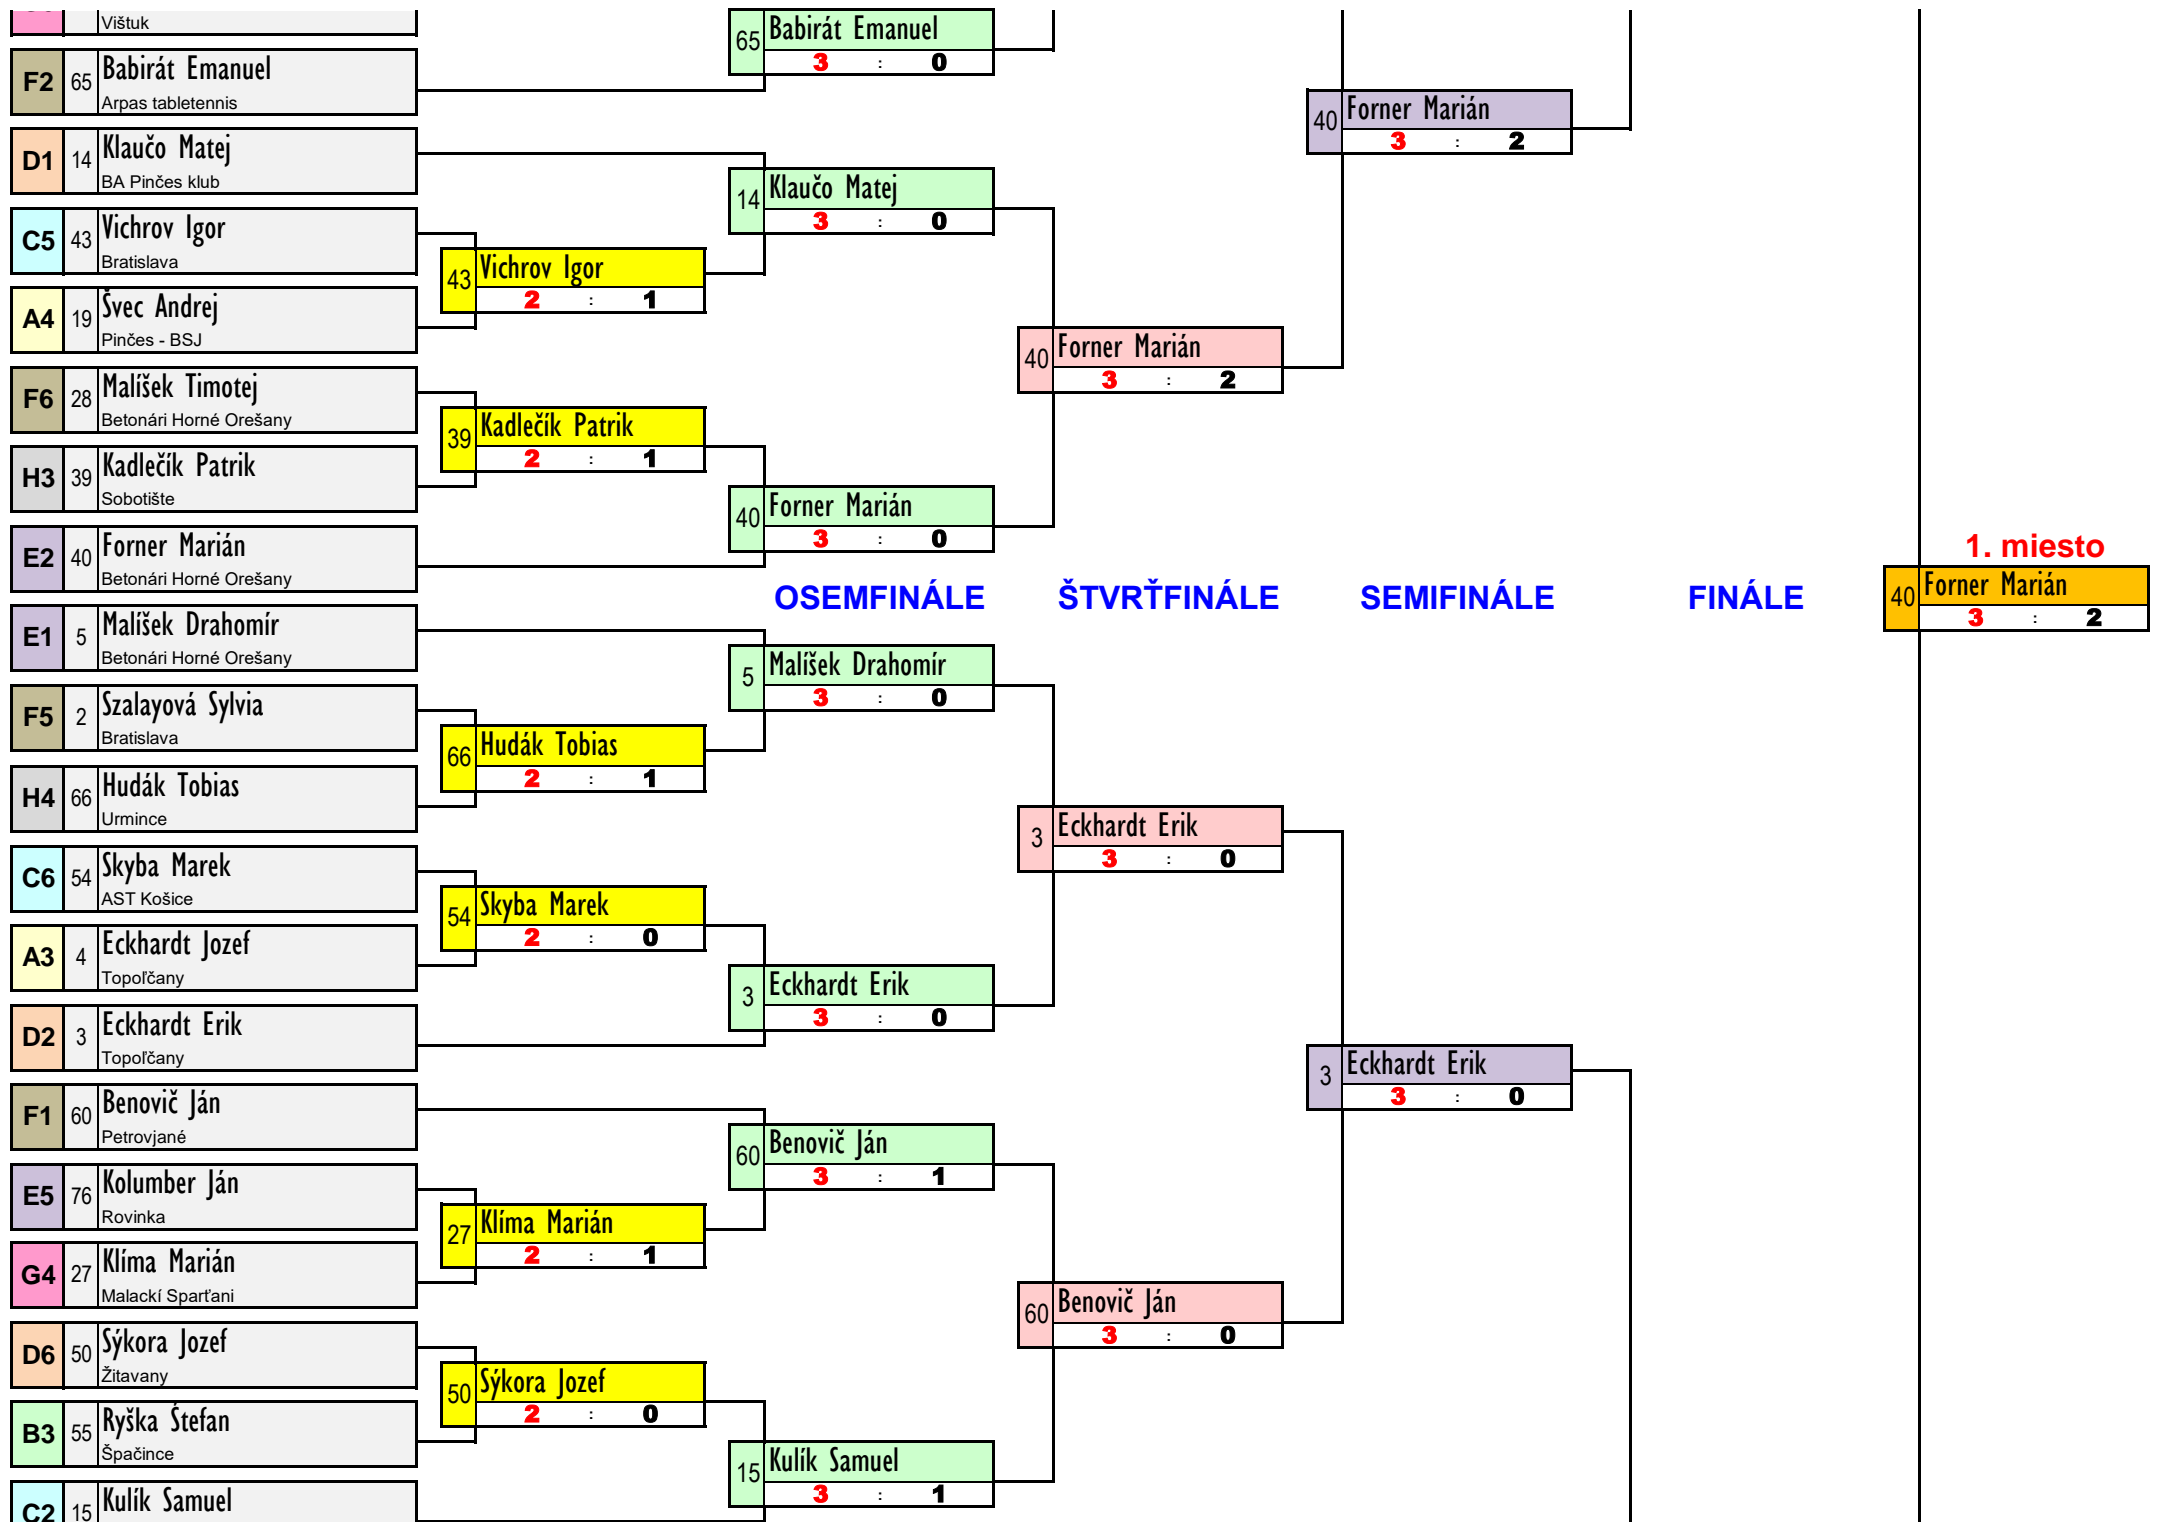 Vištuk
F2 65 Babirát Emanuel
Arpas tabletennis
D1 14 Klaučo Matej
BA Pinčes klub
C5 43 Vichrov Igor
Bratislava
A4 19 Švec Andrej
Pinčes - BSJ
F6 28 Malíšek Timotej
Betonári Horné Orešany
H3 39 Kadlečík Patrik
Sobotište
E2 40 Forner Marián
Betonári Horné Orešany
E1 5 Malíšek Drahomír
Betonári Horné Orešany
F5 2 Szalayová Sylvia
Bratislava
H4 66 Hudák Tobias
Urmince
C6 54 Skyba Marek
AST Košice
A3 4 Eckhardt Jozef
Topoľčany
D2 3 Eckhardt Erik
Topoľčany
F1 60 Benovič Ján
Petrovjané
E5 76 Kolumber Ján
Rovinka
G4 27 Klíma Marián
Malackí Sparťani
D6 50 Sýkora Jozef
Žitavany
B3 55 Ryška Štefan
Špačince
C2 15 Kulík Samuel
43 Vichrov Igor
2 : 1
39 Kadlečík Patrik
2 : 1
66 Hudák Tobias
2 : 1
54 Skyba Marek
2 : 0
27 Klíma Marián
2 : 1
50 Sýkora Jozef
2 : 0
65 Babirát Emanuel
3 : 0
14 Klaučo Matej
3 : 0
40 Forner Marián
3 : 0
OSEMFINÁLE ŠTVRŤFINÁLE SEMIFINÁLE FINÁLE
5 Malíšek Drahomír
3 : 0
3 Eckhardt Erik
3 : 0
60 Benovič Ján
3 : 1
15 Kulík Samuel
3 : 1
40 Forner Marián
3 : 2
3 Eckhardt Erik
3 : 0
60 Benovič Ján
3 : 0
40 Forner Marián
3 : 2
3 Eckhardt Erik
3 : 0
1. miesto
40 Forner Marián
3 : 2